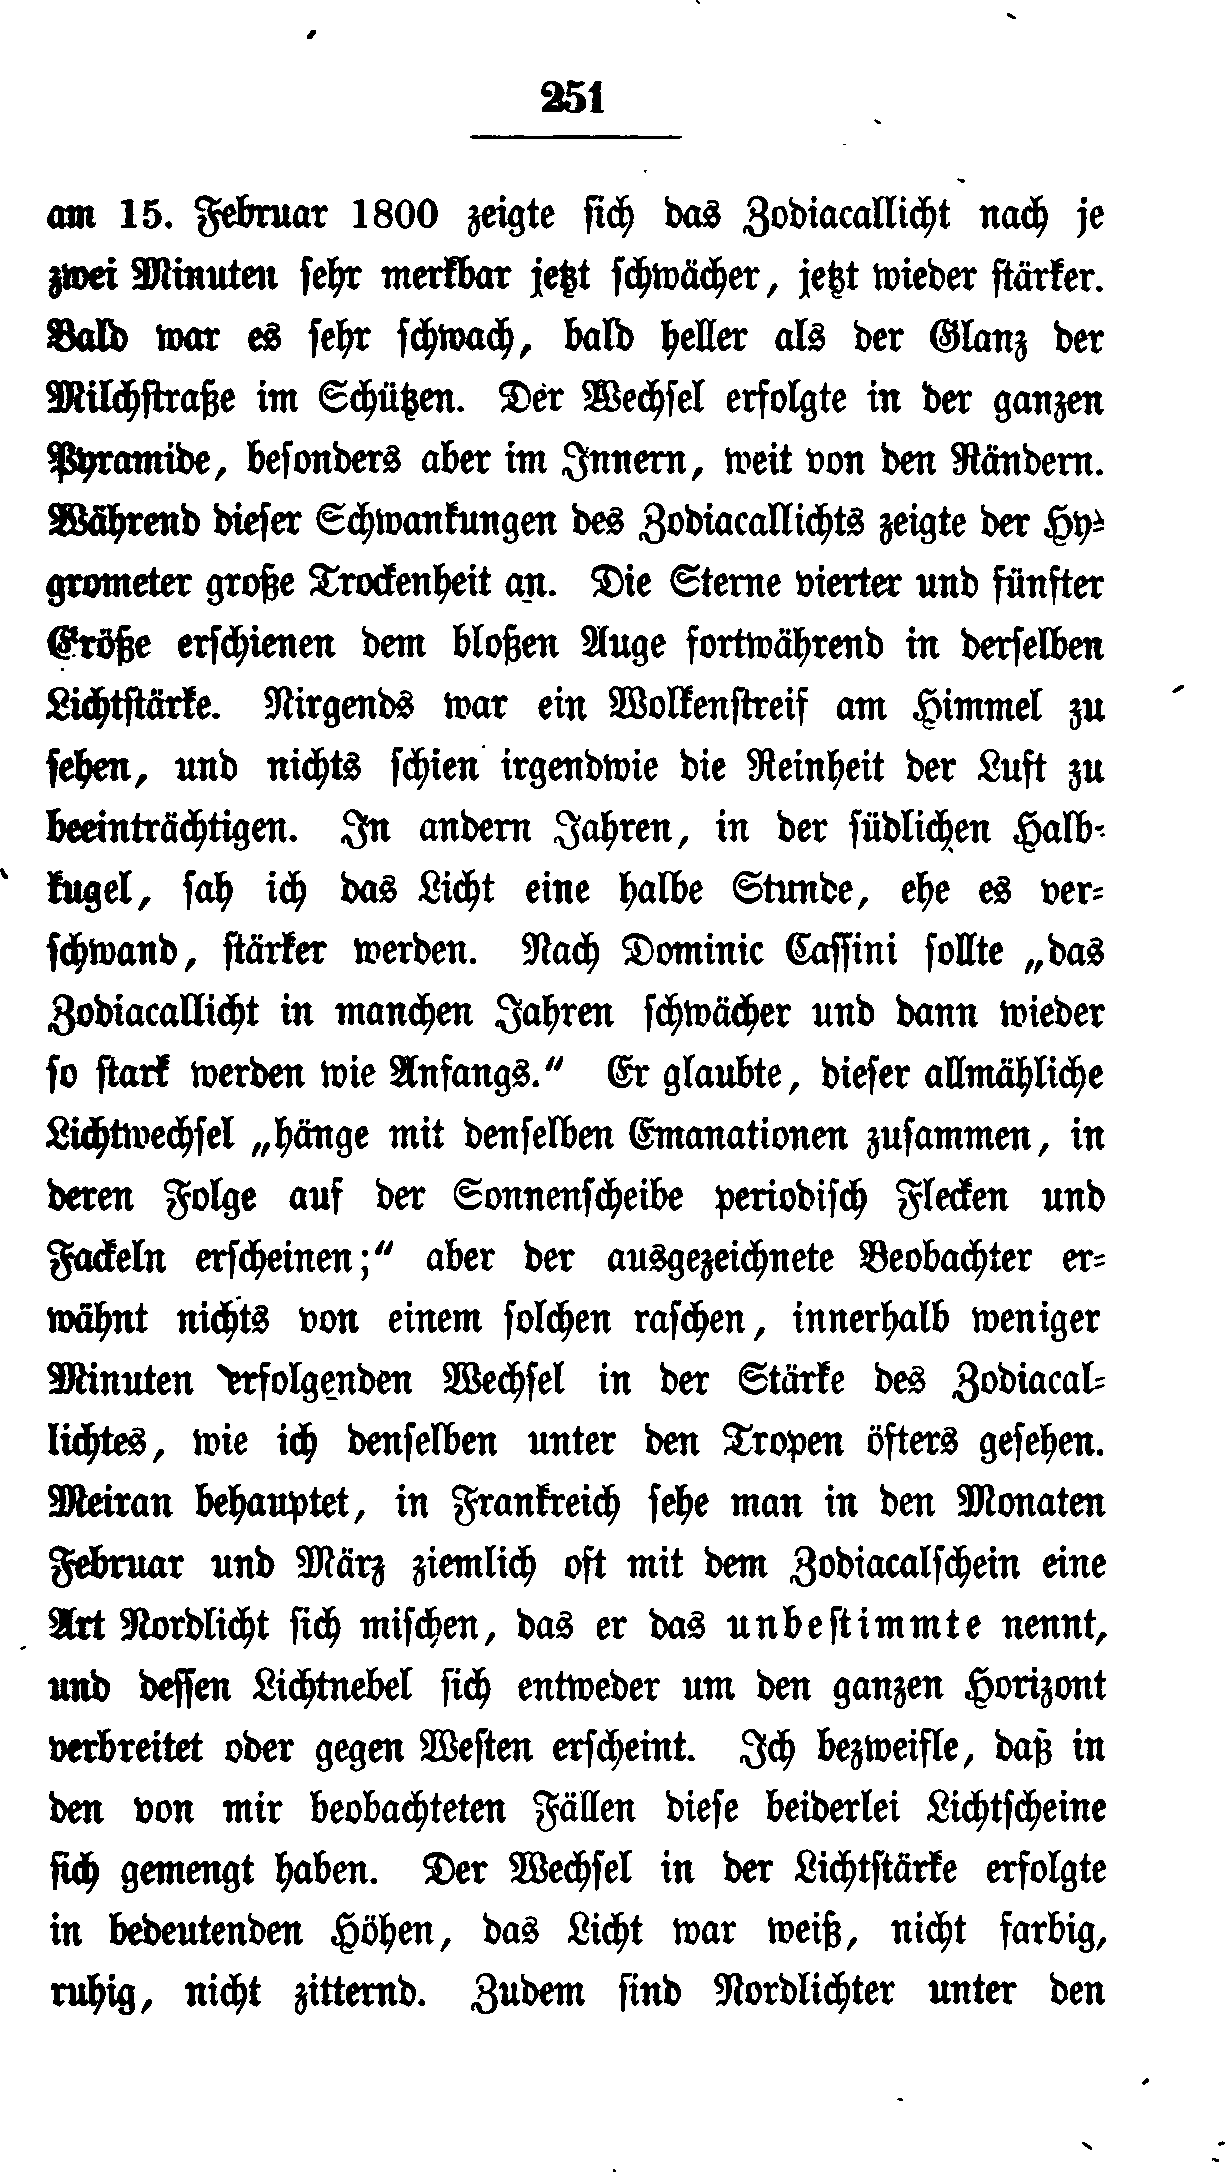 251
am 15. Februar 1800 zeigte sich das Zodiacallicht nach je
zwei Minuten sehr merkbar jetzt schwächer, jetzt wieder stärker.
Bald war es sehr schwach, bald heller als der Glanz der
Milchstraße im Schützen. Der Wechsel erfolgte in der ganzen
Pyramide, besonders aber im Innern, weit von den Rändern.
Während dieser Schwankungen des Zodiacallichts zeigte der Hy-
grometer große Trockenheit an. Die Sterne vierter und fünfter
Größe erschienen dem bloßen Auge fortwährend in derselben
Lichtstärke. Nirgends war ein Wolkenstreif am Himmel zu
sehen, und nichts schien irgendwie die Reinheit der Luft zu
beeinträchtigen. In andern Jahren, in der südlichen Halb-
kugel, sah ich das Licht eine halbe Stunde, ehe es ver-
schwand, stärker werden. Nach Dominic Cassini sollte „das
Zodiacallicht in manchen Jahren schwächer und dann wieder
so stark werden wie Anfangs.“ Er glaubte, dieser allmähliche
Lichtwechsel „hänge mit denselben Emanationen zusammen, in
deren Folge auf der Sonnenscheibe periodisch Flecken und
Fackeln erscheinen;“ aber der ausgezeichnete Beobachter er-
wähnt nichts von einem solchen raschen, innerhalb weniger
Minuten erfolgenden Wechsel in der Stärke des Zodiacal-
lichtes, wie ich denselben unter den Tropen öfters gesehen.
Meiran behauptet, in Frankreich sehe man in den Monaten
Februar und März ziemlich oft mit dem Zodiacalschein eine
Art Nordlicht sich mischen, das er das unbestimmte nennt,
und dessen Lichtnebel sich entweder um den ganzen Horizont
verbreitet oder gegen Westen erscheint. Ich bezweifle, daß in
den von mir beobachteten Fällen diese beiderlei Lichtscheine
sich gemengt haben. Der Wechsel in der Lichtstärke erfolgte
in bedeutenden Höhen, das Licht war weiß, nicht farbig,
ruhig, nicht zitternd. Zudem sind Nordlichter unter den